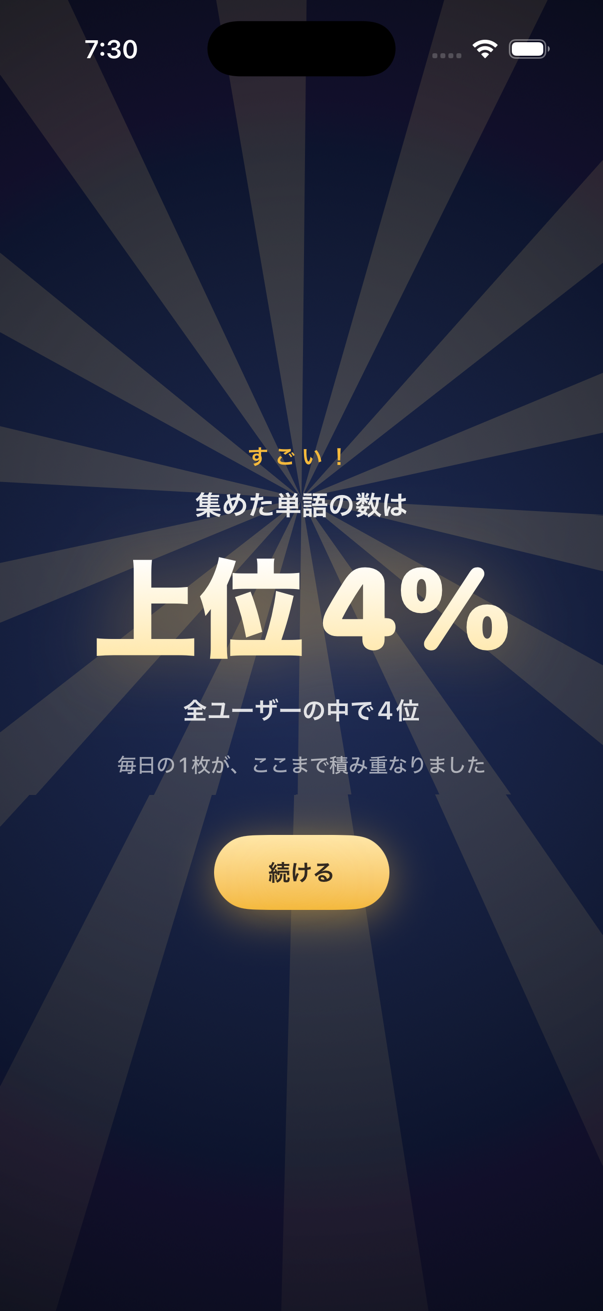 7:30
すごい！
集めた単語の数は
上位4%
全ユーザーの中で4位
毎日の1枚が、ここまで積み重なりました
続ける